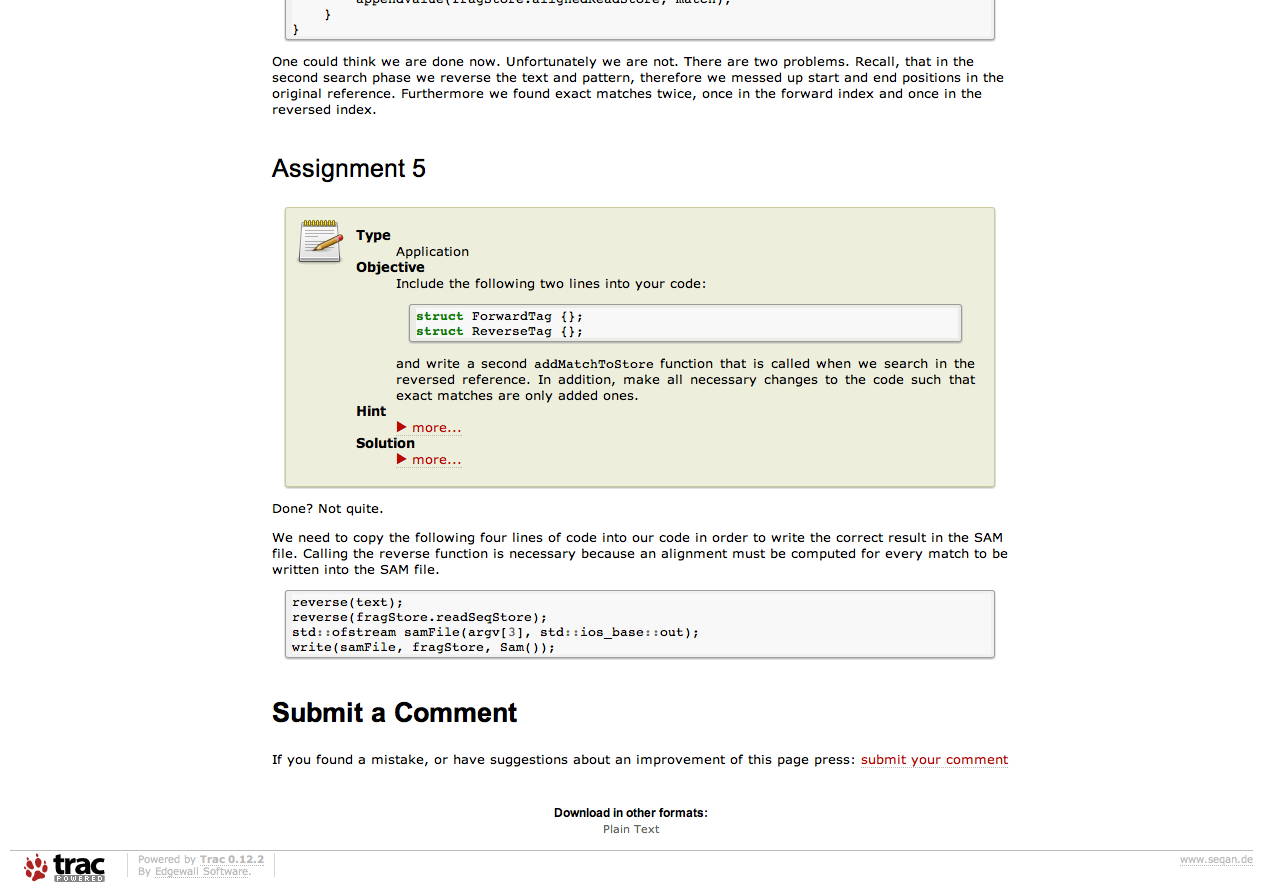 appendValue(fragStore.alignedReadStore, match);
}
}
One could think we are done now. Unfortunately we are not. There are two problems. Recall, that in the
second search phase we reverse the text and pattern, therefore we messed up start and end positions in the
original reference. Furthermore we found exact matches twice, once in the forward index and once in the
reversed index.
Assignment 5
Type
Application
Objective
Include the following two lines into your code:
struct ForwardTag {};
struct ReverseTag {};
and write a second addMatchToStore function that is called when we search in the
reversed reference. In addition, make all necessary changes to the code such that
exact matches are only added ones.
Hint
more...
Solution
more...
Done? Not quite.
We need to copy the following four lines of code into our code in order to write the correct result in the SAM
file. Calling the reverse function is necessary because an alignment must be computed for every match to be
written into the SAM file.
reverse(text);
reverse(fragStore.readSeqStore);
std::ofstream samFile(argv[3], std::ios_base::out);
write(samFile, fragStore, Sam());
Submit a Comment
If you found a mistake, or have suggestions about an improvement of this page press: submit your comment
Download in other formats:
Plain Text
trac
POWERED
Powered by Trac 0.12.2
By Edgewall Software.
www.seqan.de